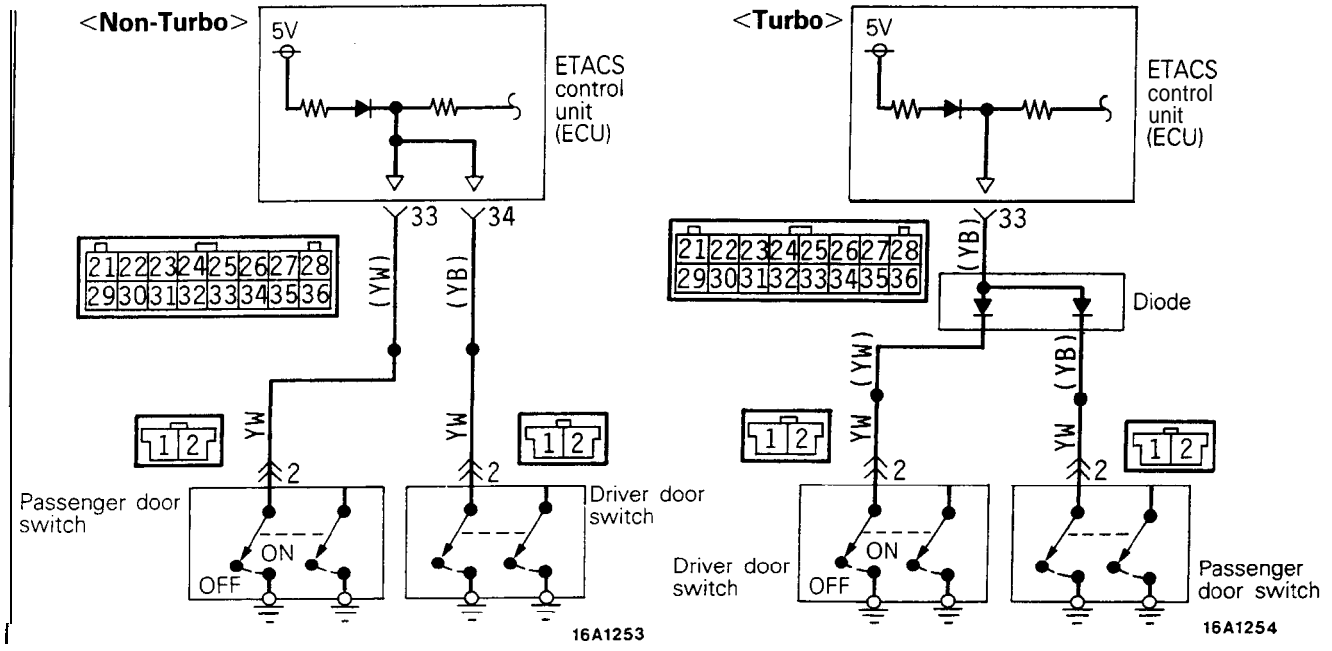 <Non-Turbo>
5V
ETACS
control
unit
(ECU)
33
34
21 22 23 24 25 26 27 28
29 30 31 32 33 34 35 36
(YW)
(YB)
YW
YW
1 2
1 2
2
2
Passenger door
switch
Driver door
switch
ON
OFF
16A1253
<Turbo>
5V
ETACS
control
unit
(ECU)
33
21 22 23 24 25 26 27 28
29 30 31 32 33 34 35 36
(YB)
Diode
(YW)
(YB)
YW
YW
1 2
1 2
2
2
Driver door
switch
ON
OFF
Passenger
door switch
16A1254